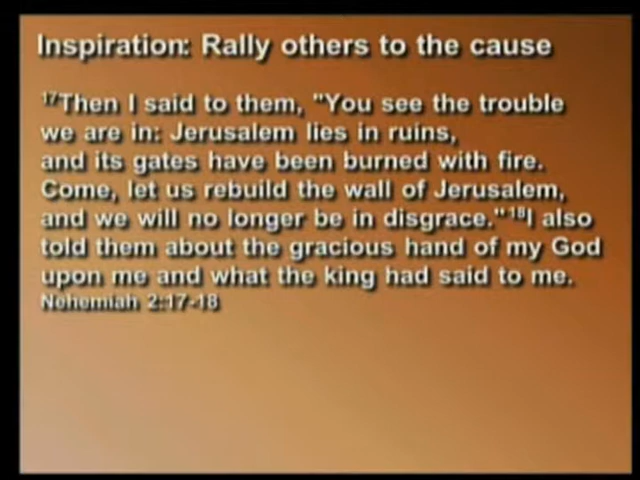 Inspiration: Rally others to the cause
17Then I said to them, "You see the trouble
we are in: Jerusalem lies in ruins,
and its gates have been burned with fire.
Come, let us rebuild the wall of Jerusalem,
and we will no longer be in disgrace." 18I also
told them about the gracious hand of my God
upon me and what the king had said to me.
Nehemiah 2:17-18